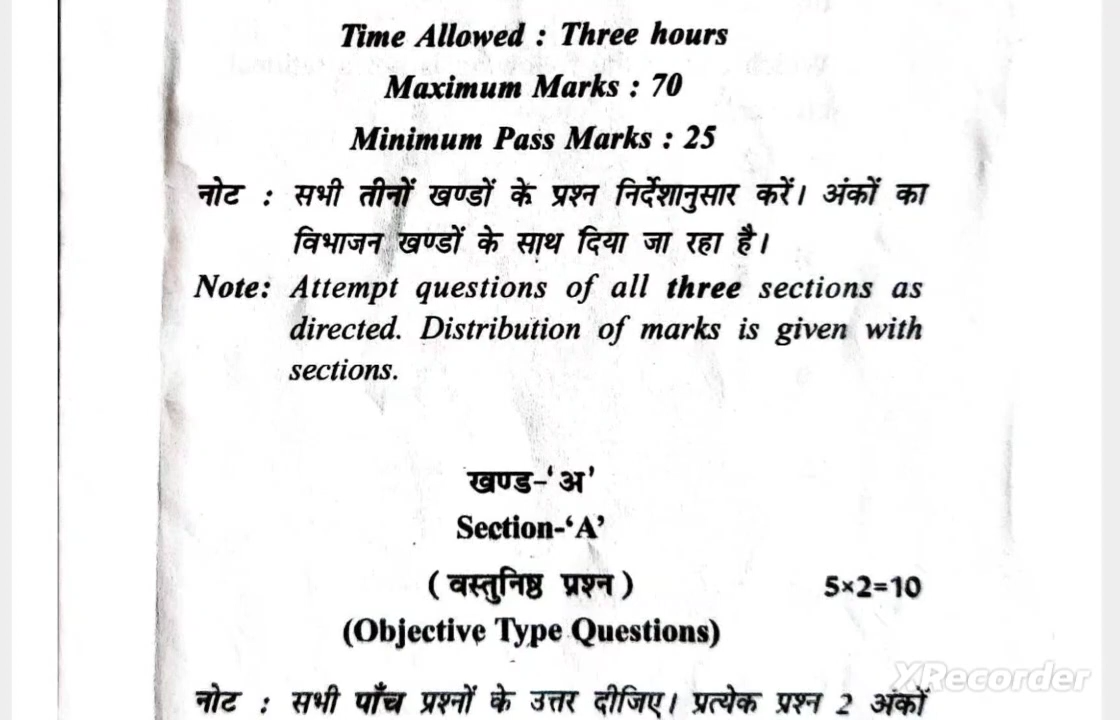 Time Allowed : Three hours
Maximum Marks : 70
Minimum Pass Marks : 25
नोट : सभी तीनों खण्डों के प्रश्न निर्देशानुसार करें। अंकों का
विभाजन खण्डों के साथ दिया जा रहा है।
Note: Attempt questions of all three sections as
directed. Distribution of marks is given with
sections.
खण्ड-‘अ’
Section-‘A’
( वस्तुनिष्ठ प्रश्न ) 5×2=10
(Objective Type Questions)
नोट : सभी पाँच प्रश्नों के उत्तर दीजिए। प्रत्येक प्रश्न 2 अंकों
XRecorder